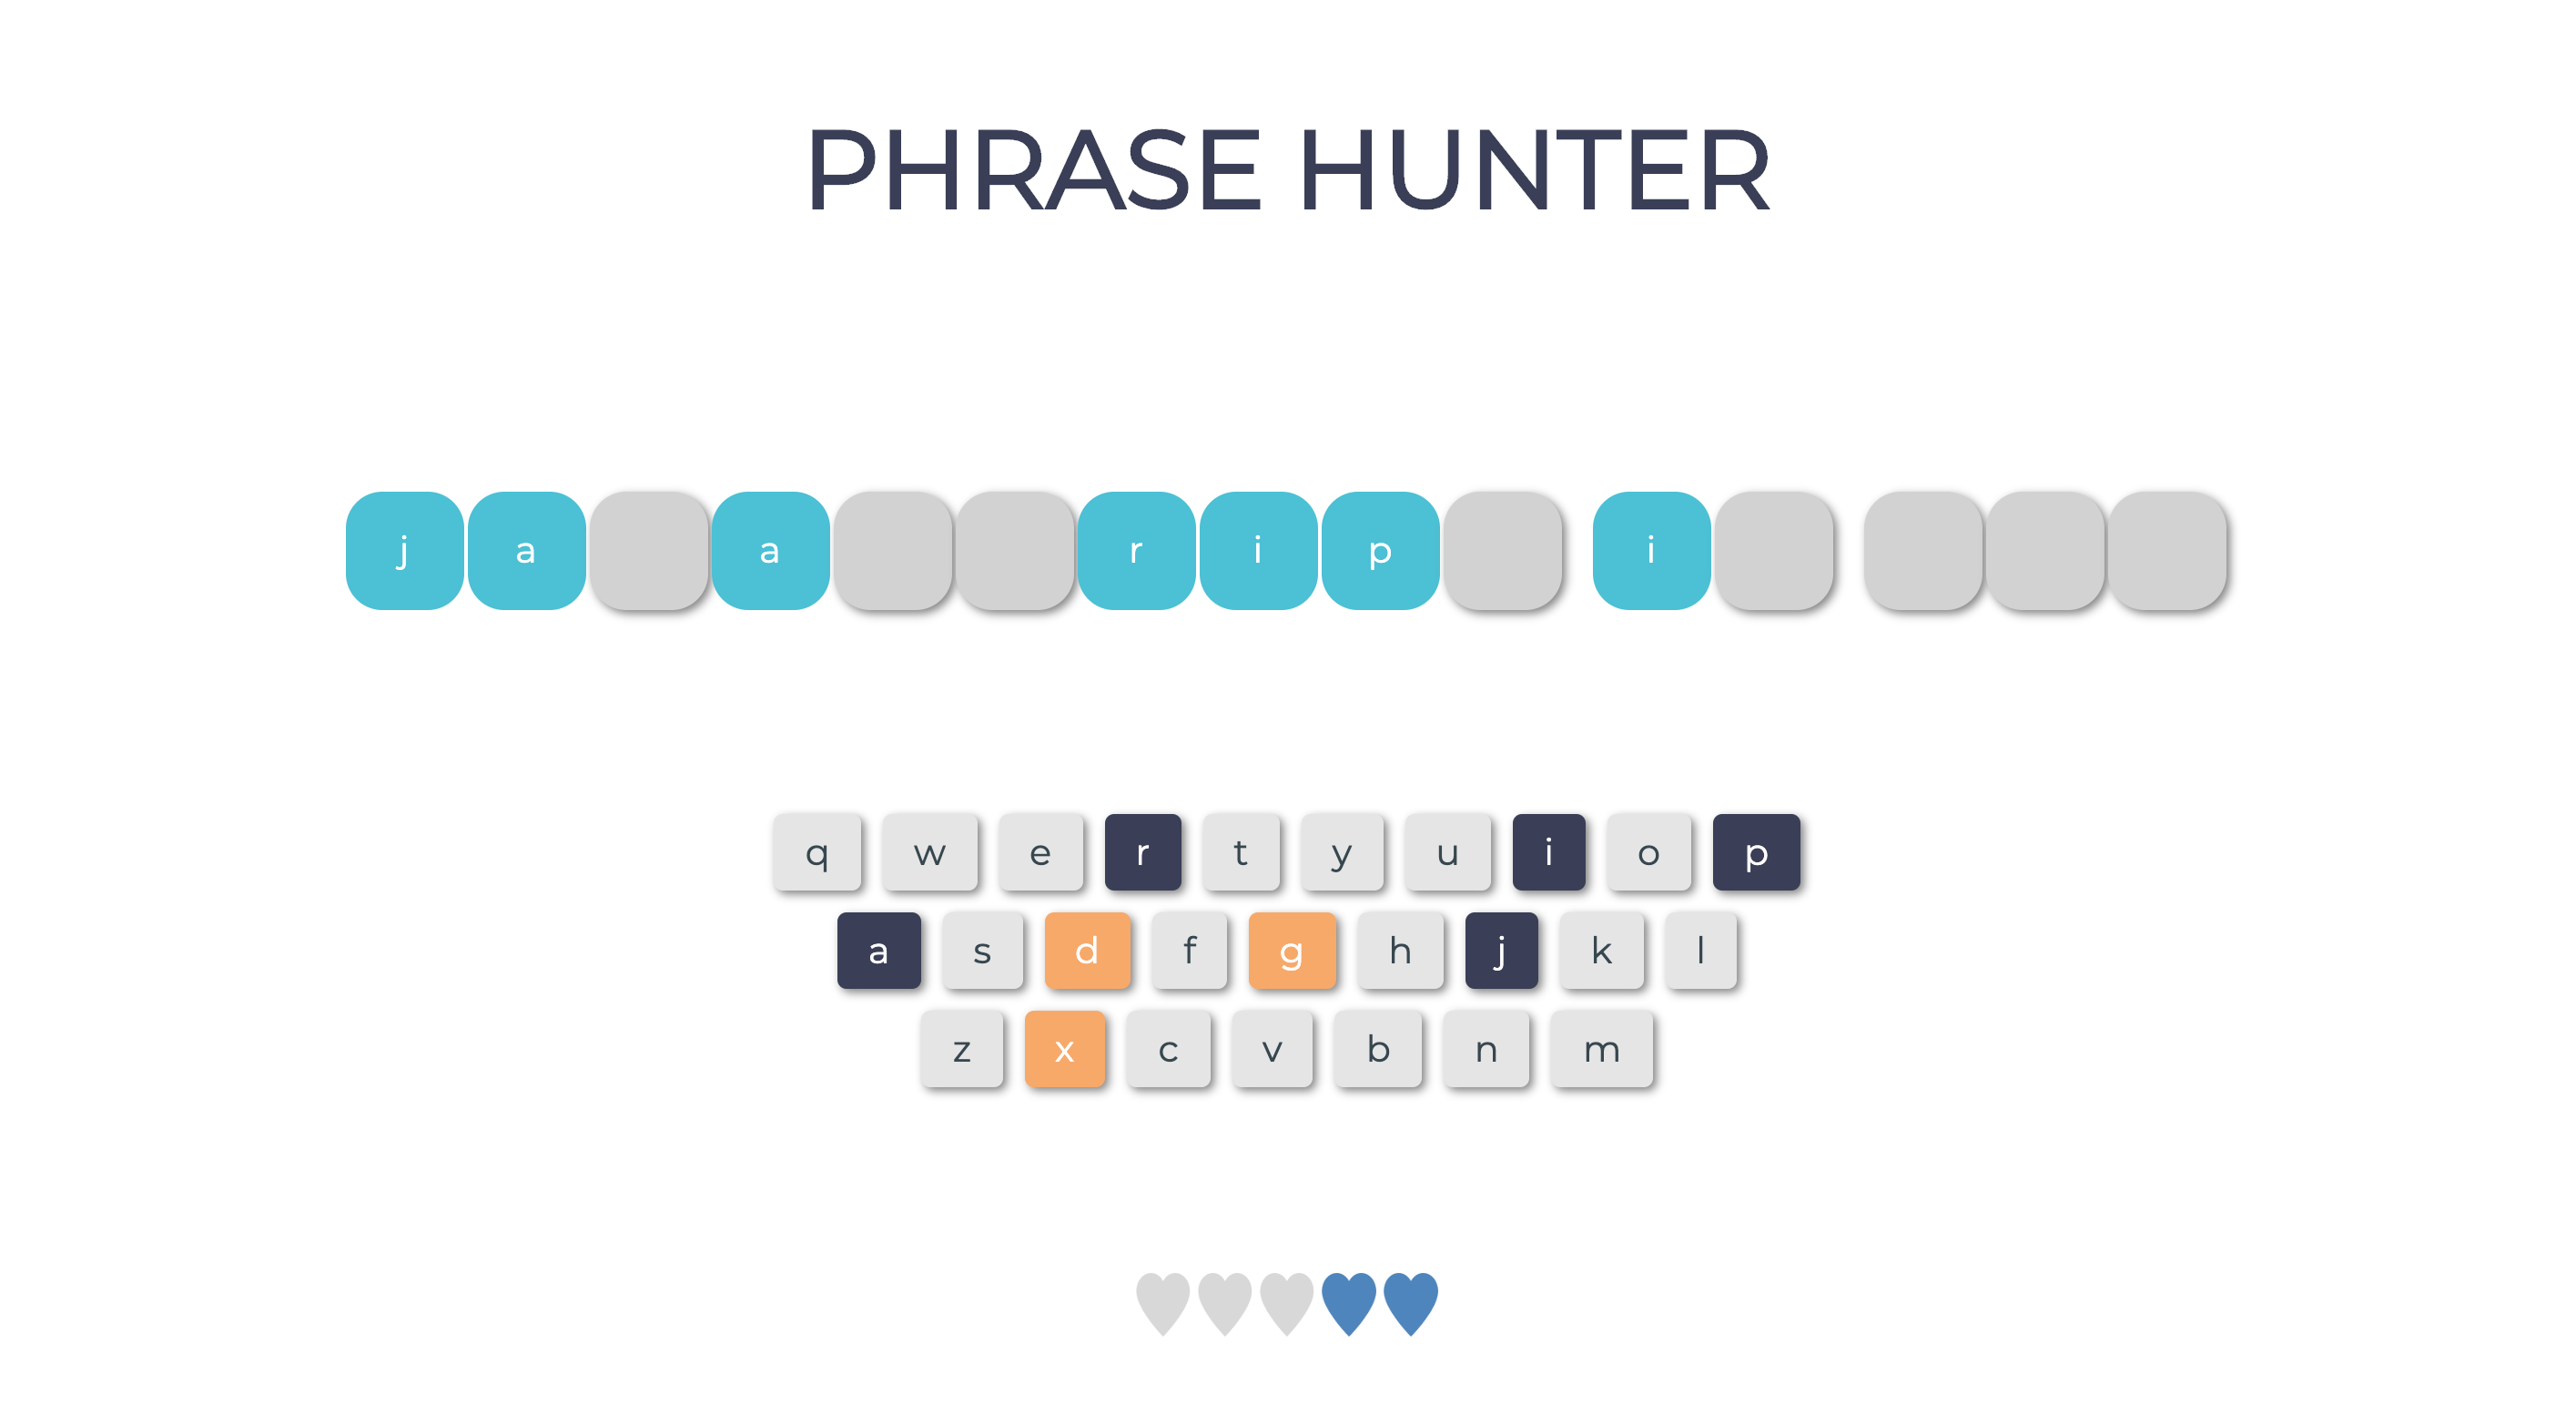 PHRASE HUNTER
j a a r i p i
q w e r t y u i o p
a s d f g h j k l
z x c v b n m